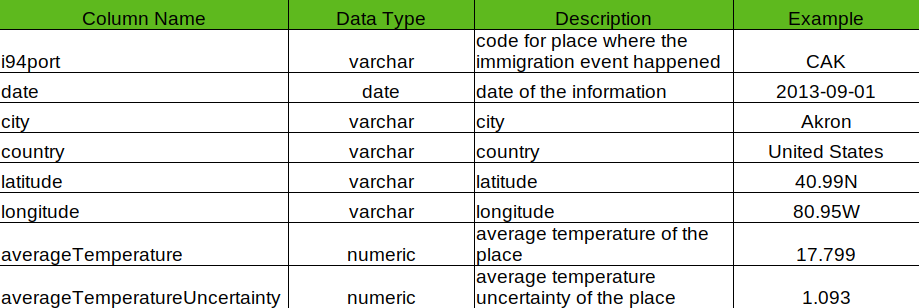 Column Name Data Type Description Example
i94port varchar code for place where the immigration event happened CAK
date date date of the information 2013-09-01
city varchar city Akron
country varchar country United States
latitude varchar latitude 40.99N
longitude varchar longitude 80.95W
averageTemperature numeric average temperature of the place 17.799
averageTemperatureUncertainty numeric average temperature uncertainty of the place 1.093